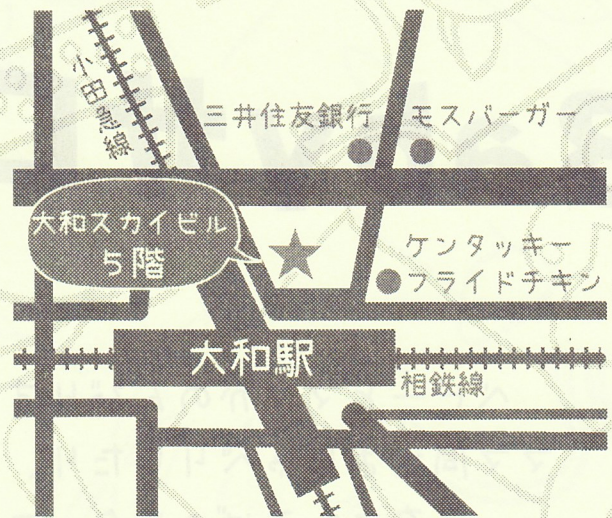 小田急線
三井住友銀行
モスバーガー
大和スカイビル
5階
ケンタッキー
フライドチキン
大和駅
相鉄線